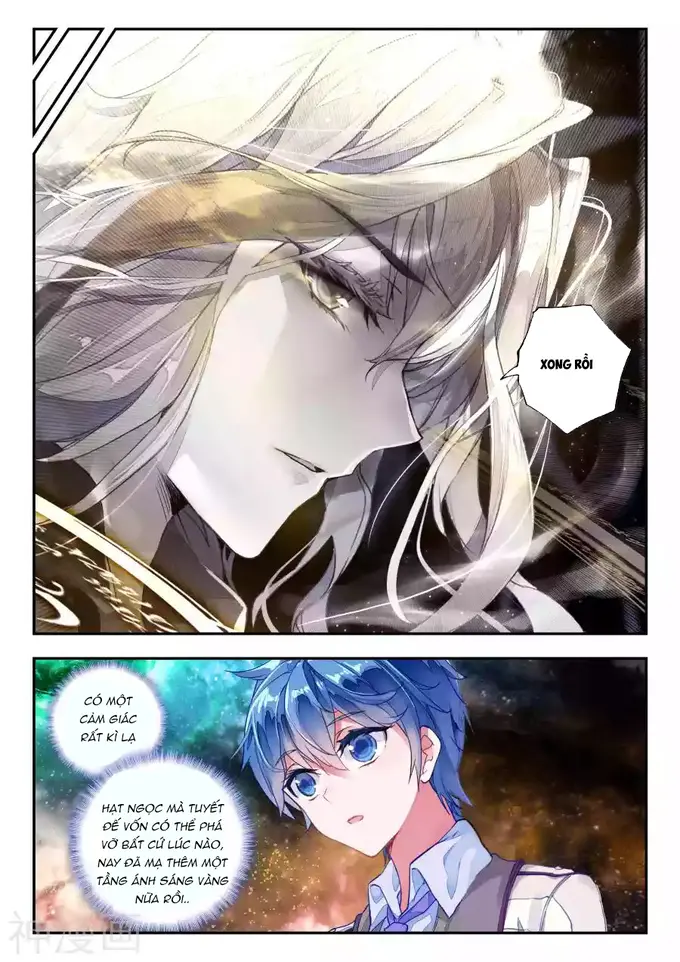 XONG RỒI
CÓ MỘT
CẢM GIÁC
RẤT KÌ LẠ
HẠT NGỌC MÀ TUYẾT
ĐẾ VỐN CÓ THỂ PHÁ
VỠ BẤT CỨ LÚC NÀO,
NAY ĐÃ MẠ THÊM MỘT
TẦNG ÁNH SÁNG VÀNG
NỮA RỒI..
神漫画